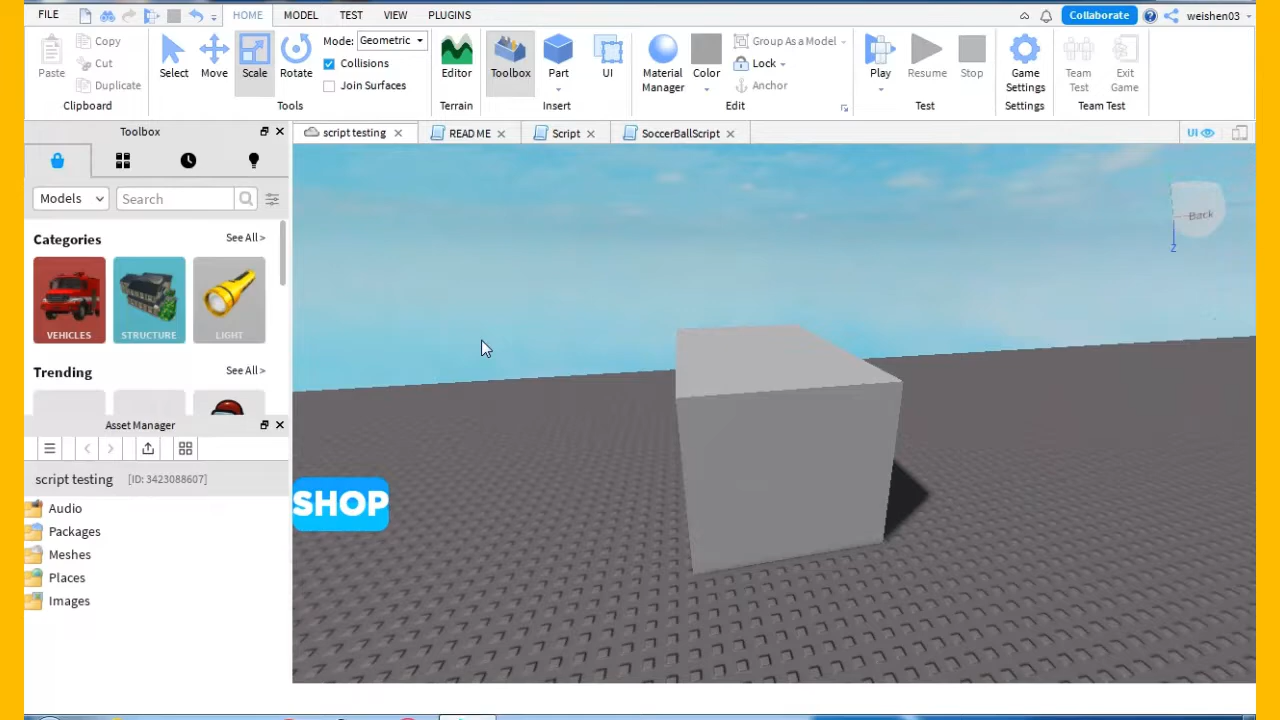 FILE HOME MODEL TEST VIEW PLUGINS Collaborate weishen03
Paste Copy Cut Duplicate
Clipboard
Select Move Scale Rotate
Mode: Geometric
Collisions
Join Surfaces
Tools
Editor
Terrain
Toolbox Part UI
Insert
Material Manager Color
Group As a Model
Lock
Anchor
Edit
Play Resume Stop
Test
Game Settings
Settings
Team Test Exit Game
Team Test
Toolbox
script testing READ ME Script SoccerBallScript UI
Models Search
Categories See All >
VEHICLES STRUCTURE LIGHT
Trending See All >
Asset Manager
script testing [ID: 3423088607]
Audio
Packages
Meshes
Places
Images
SHOP
Back
Z